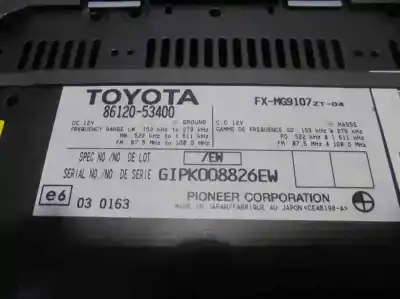 TOYOTA
86120-53400
FX-MG9107ZT-04
DC 12V GROUND
FREQUENCY RANGE LW 153 kHz TO 279 kHz
MW 522 kHz TO 1 611 kHz
FM 87.5 MHz TO 108.0 MHz
C.C 12V MASSE
GAMME DE FREQUENCES GO 153 kHz A 279 kHz
PO 522 kHz A 1 611 kHz
FM 87.5 MHz A 108.0 MHz
SPEC NO/NO DE LOT /EW
SERIAL NO/NO DE SERIE GIPK008826EW
e6 03 0163
PIONEER CORPORATION
MADE IN JAPAN/FABRIQUE AU JAPON <CEA8198-A>